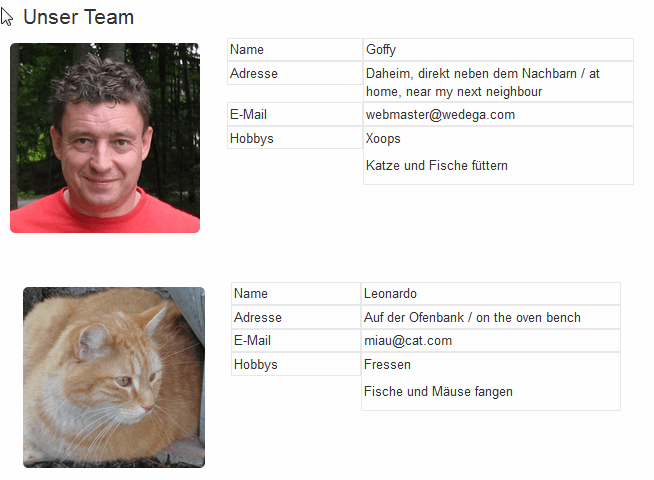 Unser Team
Name Goffy
Adresse Daheim, direkt neben dem Nachbarn / at
home, near my next neighbour
E-Mail webmaster@wedega.com
Hobbys Xoops
Katze und Fische füttern
Name Leonardo
Adresse Auf der Ofenbank / on the oven bench
E-Mail miau@cat.com
Hobbys Fressen
Fische und Mäuse fangen